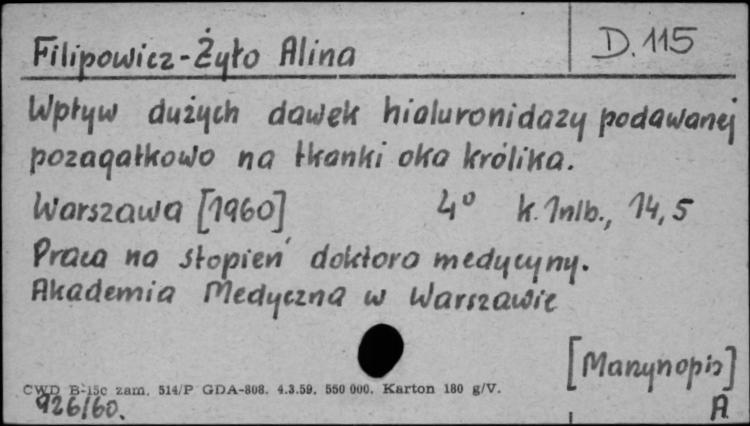 Filipowicz-Żyło Alina
D. 115
Wpływ dużych dawek hialuronidazy podawanej
pozagałkowo na tkanki oka królika.
Warszawa [1960] 4° k. 1nlb., 14, 5
Praca na stopień doktora medycyny.
Akademia Medyczna w Warszawie
[Maszynopis]
CWD B-15c zam. 514/P GDA-808. 4.3.59. 550 000. Karton 180 g/V.
926/60.
A